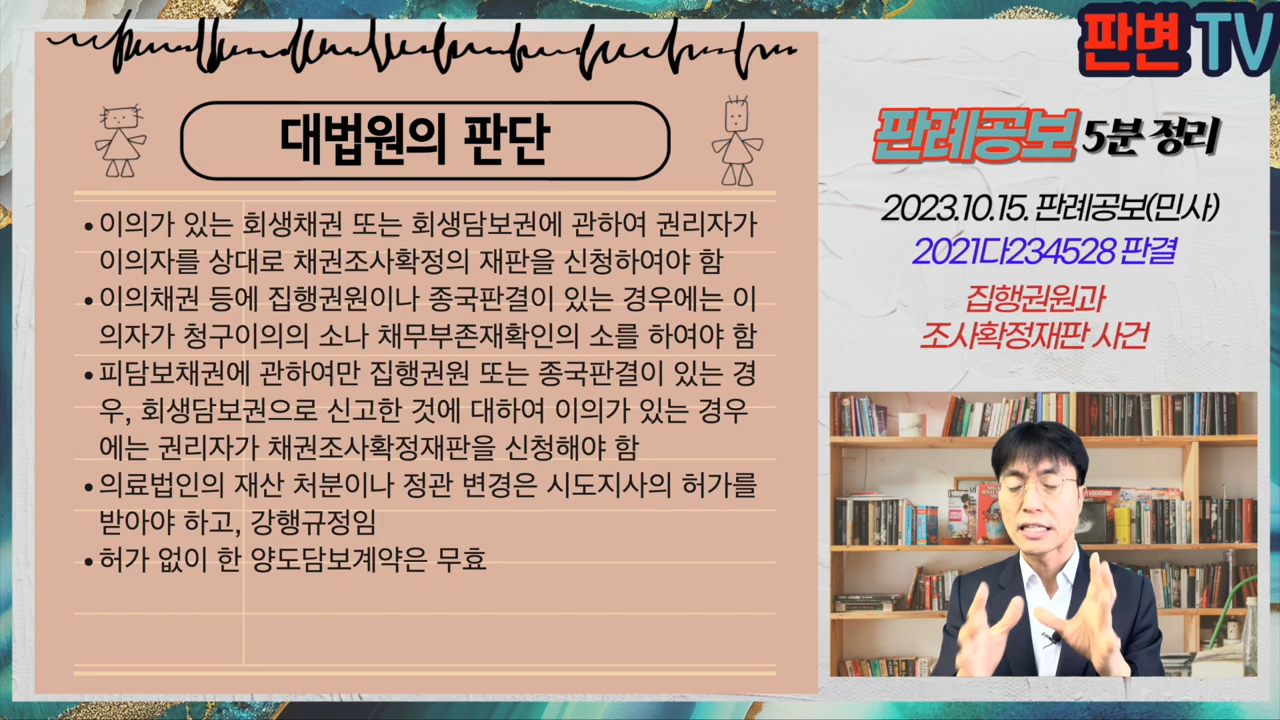 판변 TV
대법원의 판단
• 이의가 있는 회생채권 또는 회생담보권에 관하여 권리자가
이의자를 상대로 채권조사확정의 재판을 신청하여야 함
• 이의채권 등에 집행권원이나 종국판결이 있는 경우에는 이
의자가 청구이의의 소나 채무부존재확인의 소를 하여야 함
• 피담보채권에 관하여만 집행권원 또는 종국판결이 있는 경
우, 회생담보권으로 신고한 것에 대하여 이의가 있는 경우
에는 권리자가 채권조사확정재판을 신청해야 함
• 의료법인의 재산 처분이나 정관 변경은 시도지사의 허가를
받아야 하고, 강행규정임
• 허가 없이 한 양도담보계약은 무효
판례공보 5분 정리
2023.10.15. 판례공보(민사)
2021다234528 판결
집행권원과
조사확정재판 사건